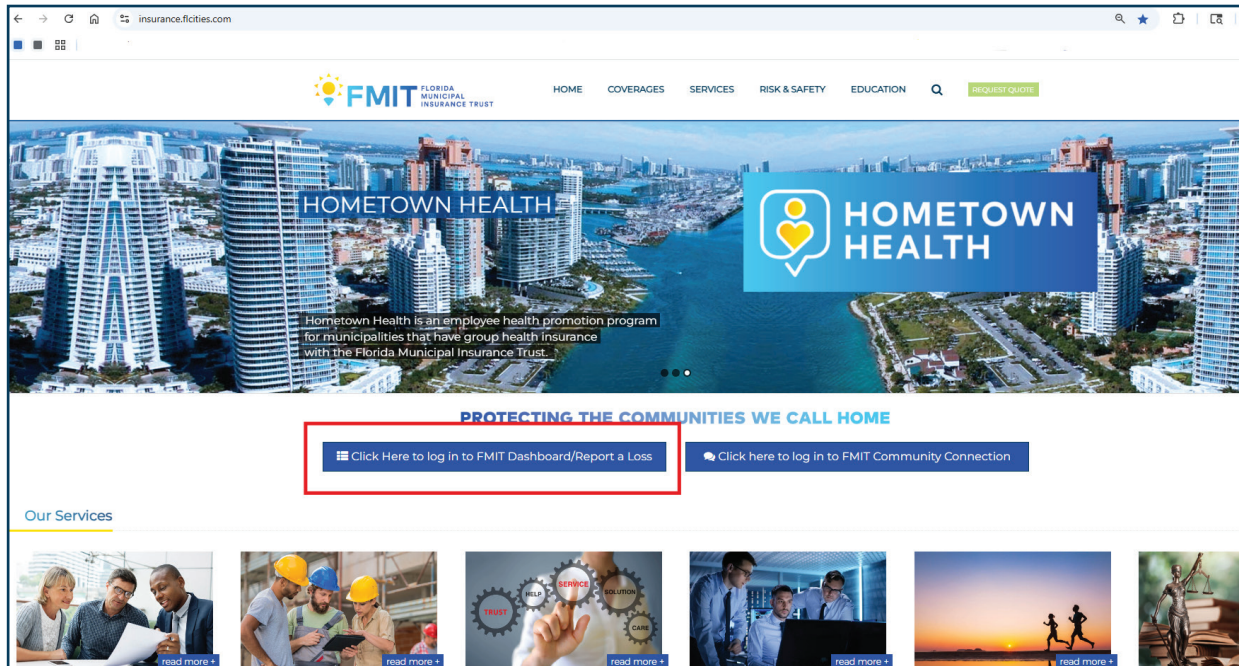 insurance.flcities.com
FMIT FLORIDA
MUNICIPAL
INSURANCE TRUST
HOME COVERAGES SERVICES RISK & SAFETY EDUCATION REQUEST QUOTE
HOMETOWN HEALTH
HOMETOWN
HEALTH
Hometown Health is an employee health promotion program
for municipalities that have group health insurance
with the Florida Municipal Insurance Trust.
PROTECTING THE COMMUNITIES WE CALL HOME
Click Here to log in to FMIT Dashboard/Report a Loss
Click here to log in to FMIT Community Connection
Our Services
TRUST
HELP
SERVICE
SOLUTION
CARE
read more +
read more +
read more +
read more +
read more +